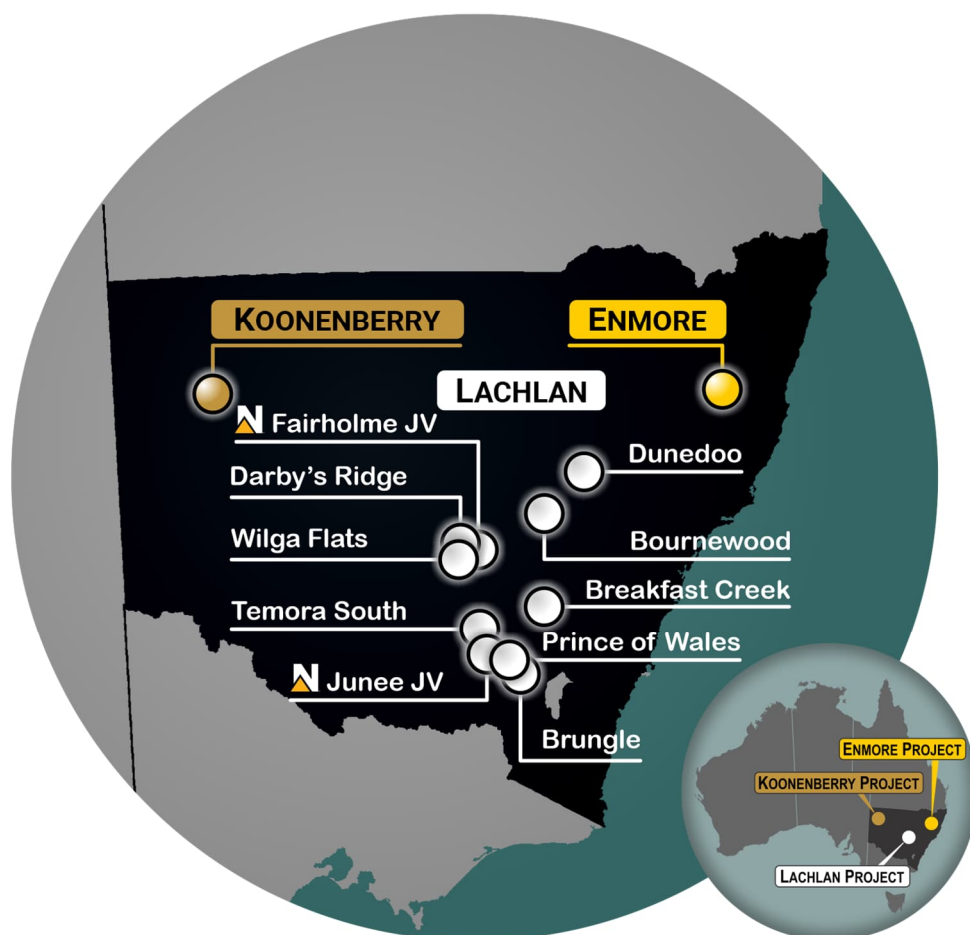 KOONENBERRY
ENMORE
LACHLAN
N Fairholme JV
Dunedoo
Darby's Ridge
Wilga Flats
Bournewood
Breakfast Creek
Temora South
Prince of Wales
N Junee JV
Brungle
ENMORE PROJECT
KOONENBERRY PROJECT
LACHLAN PROJECT